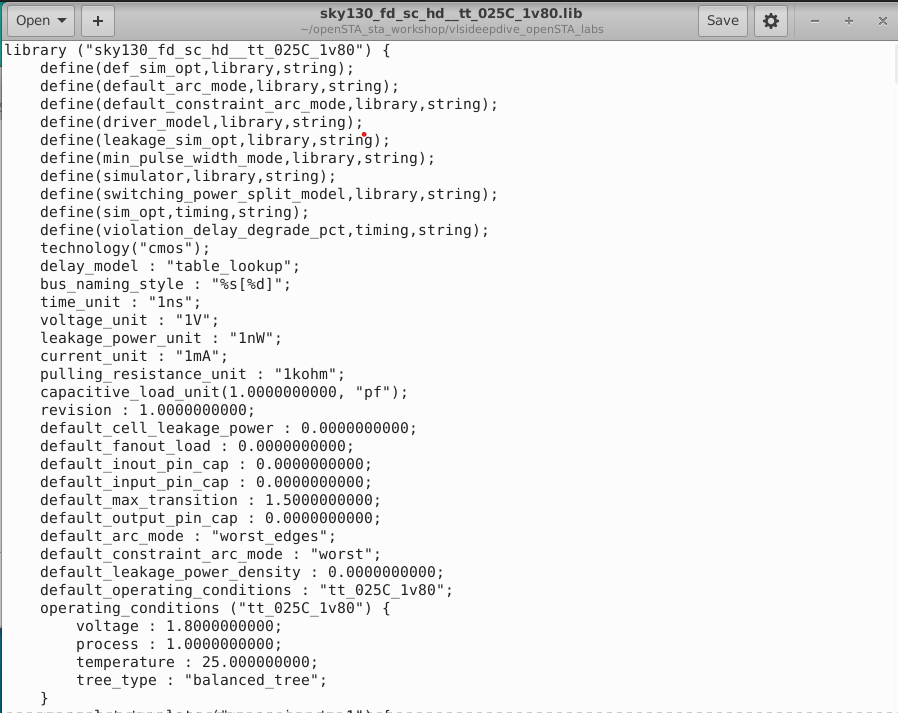 Open
+
sky130_fd_sc_hd__tt_025C_1v80.lib
~/openSTA_sta_workshop/vlsideepdive_openSTA_labs
Save
library ("sky130_fd_sc_hd__tt_025C_1v80") {
    define(def_sim_opt,library,string);
    define(default_arc_mode,library,string);
    define(default_constraint_arc_mode,library,string);
    define(driver_model,library,string);
    define(leakage_sim_opt,library,string);
    define(min_pulse_width_mode,library,string);
    define(simulator,library,string);
    define(switching_power_split_model,library,string);
    define(sim_opt,timing,string);
    define(violation_delay_degrade_pct,timing,string);
    technology("cmos");
    delay_model : "table_lookup";
    bus_naming_style : "%s[%d]";
    time_unit : "1ns";
    voltage_unit : "1V";
    leakage_power_unit : "1nW";
    current_unit : "1mA";
    pulling_resistance_unit : "1kohm";
    capacitive_load_unit(1.0000000000, "pf");
    revision : 1.0000000000;
    default_cell_leakage_power : 0.0000000000;
    default_fanout_load : 0.0000000000;
    default_inout_pin_cap : 0.0000000000;
    default_input_pin_cap : 0.0000000000;
    default_max_transition : 1.5000000000;
    default_output_pin_cap : 0.0000000000;
    default_arc_mode : "worst_edges";
    default_constraint_arc_mode : "worst";
    default_leakage_power_density : 0.0000000000;
    default_operating_conditions : "tt_025C_1v80";
    operating_conditions ("tt_025C_1v80") {
        voltage : 1.8000000000;
        process : 1.0000000000;
        temperature : 25.000000000;
        tree_type : "balanced_tree";
    }